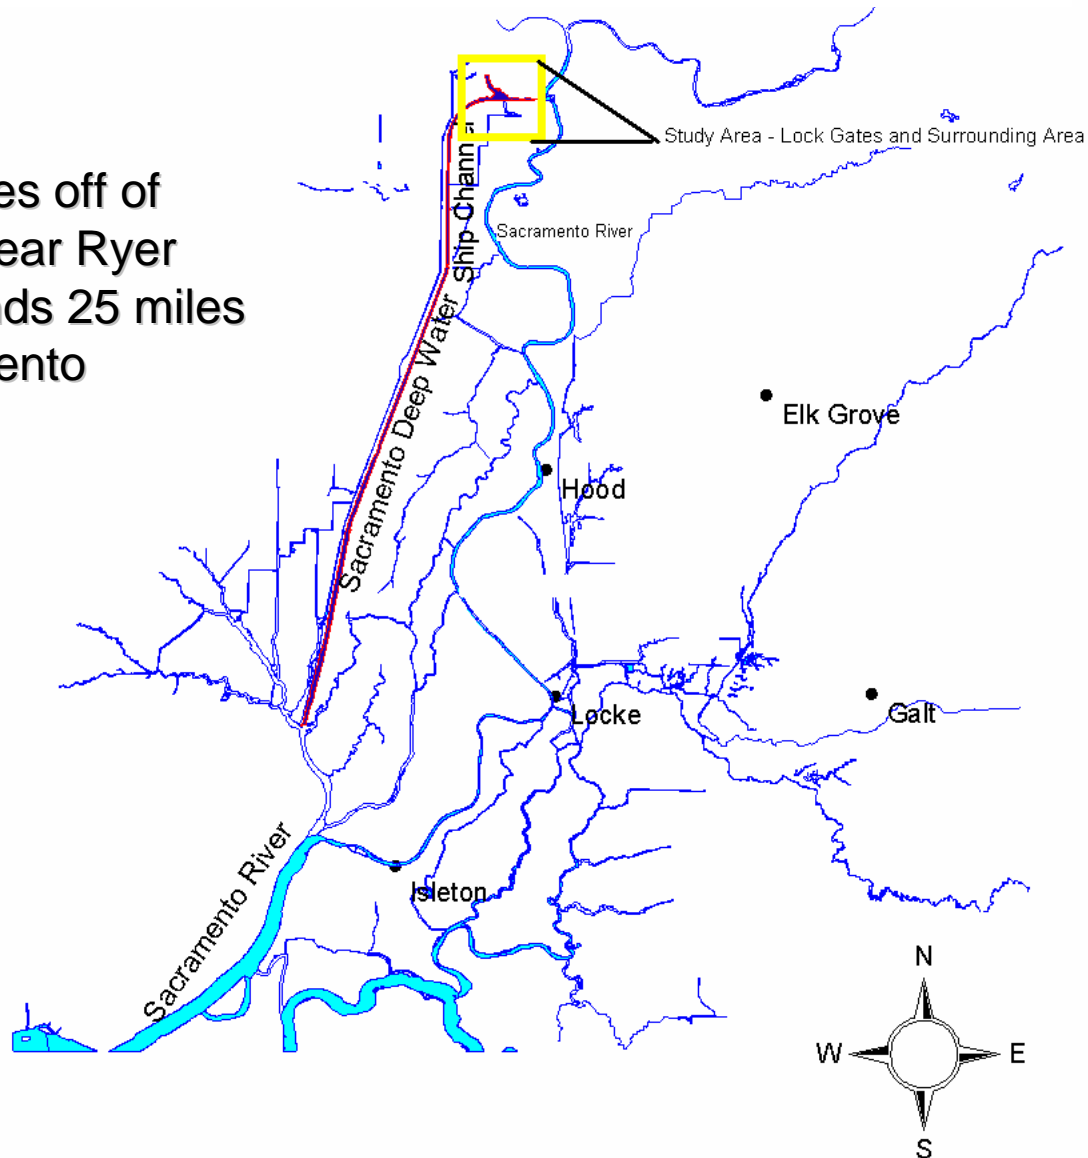 Study Area - Lock Gates and Surrounding Area
es off of
ear Ryer
nds 25 miles
ento
Sacramento River
Sacramento Deep Water Ship Channel
Elk Grove
Hood
Locke
Galt
Sacramento River
Isleton
N
W E
S